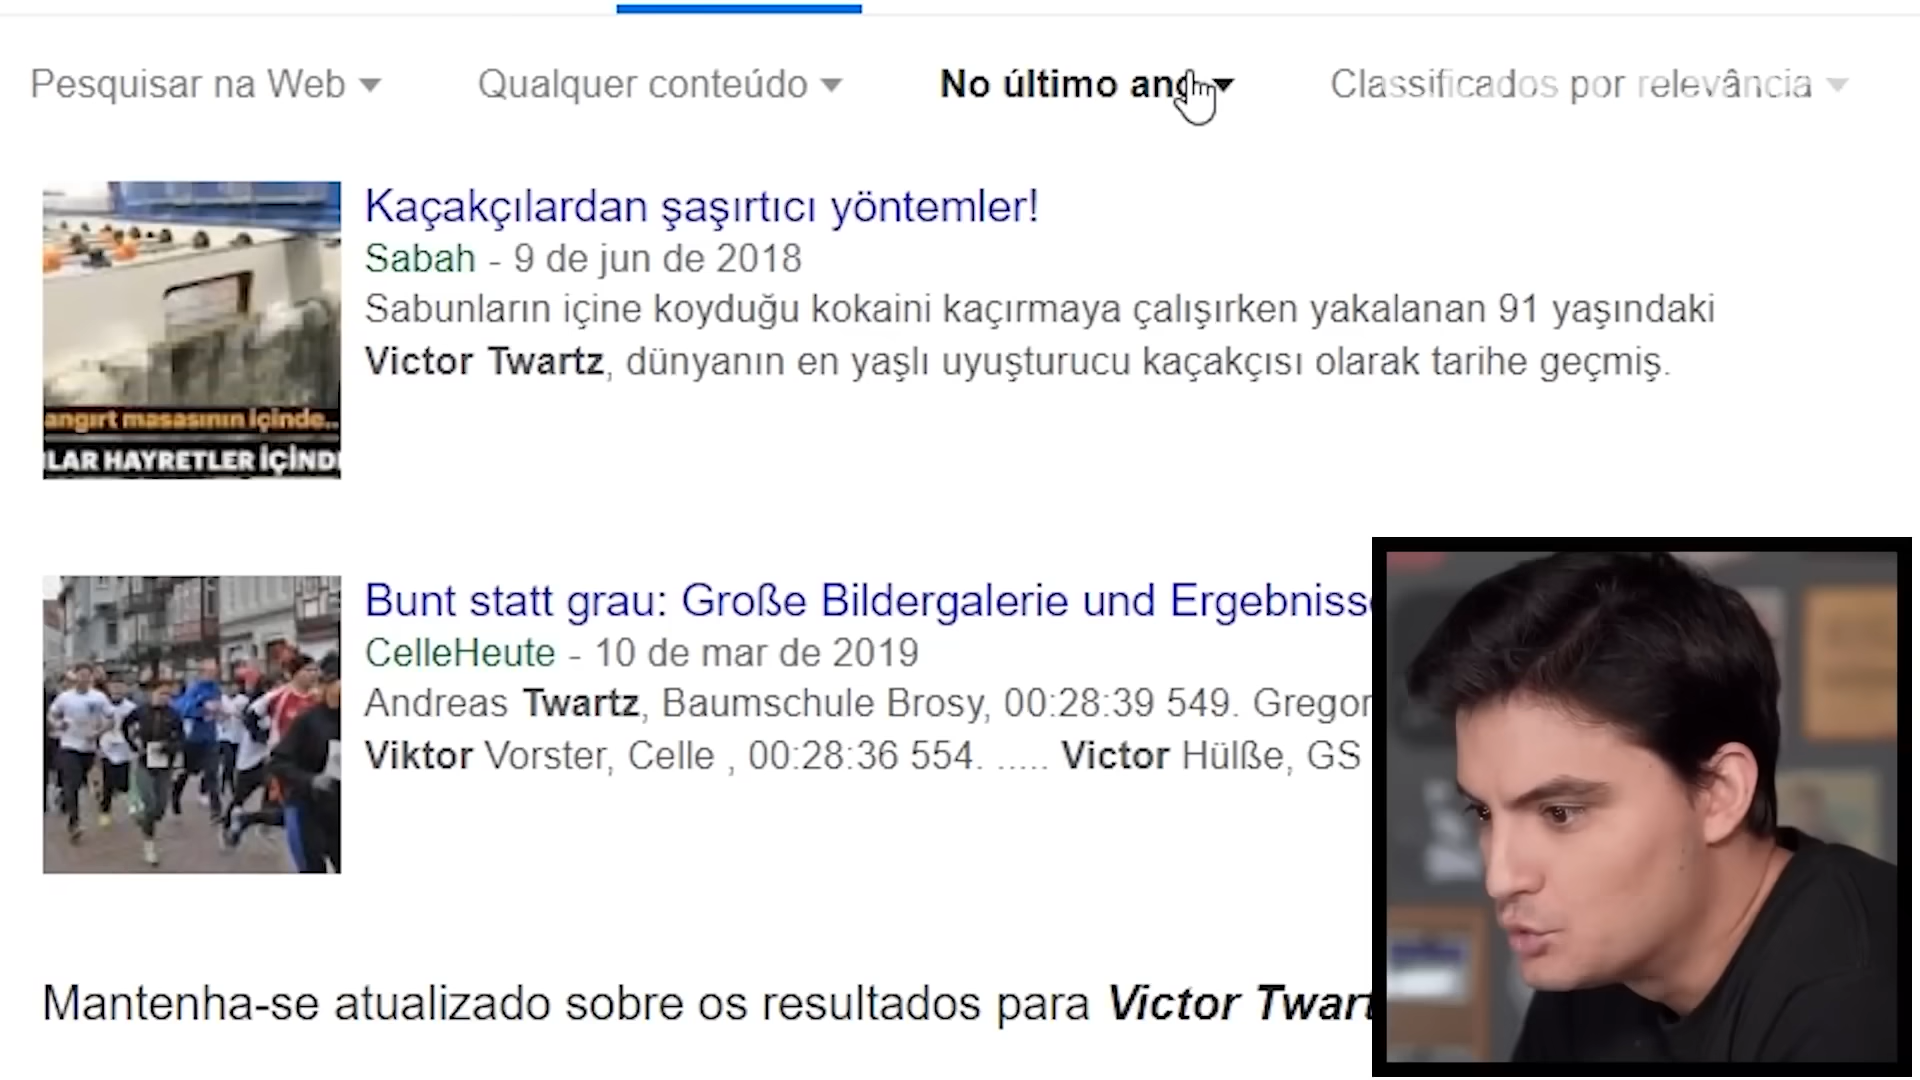 Pesquisar na Web
Qualquer conteúdo
No último ano
Classificados por relevância
Kaçakçılardan şaşırtıcı yöntemler!
Sabah - 9 de jun de 2018
Sabunların içine koyduğu kokaini kaçırmaya çalışırken yakalanan 91 yaşındaki
Victor Twartz, dünyanın en yaşlı uyuşturucu kaçakçısı olarak tarihe geçmiş.
angırt masasının içinde..
LAR HAYRETLER İÇİND
Bunt statt grau: Große Bildergalerie und Ergebnisse
CelleHeute - 10 de mar de 2019
Andreas Twartz, Baumschule Brosy, 00:28:39 549. Gregor
Viktor Vorster, Celle , 00:28:36 554. ..... Victor Hülße, GS
Mantenha-se atualizado sobre os resultados para Victor Twart